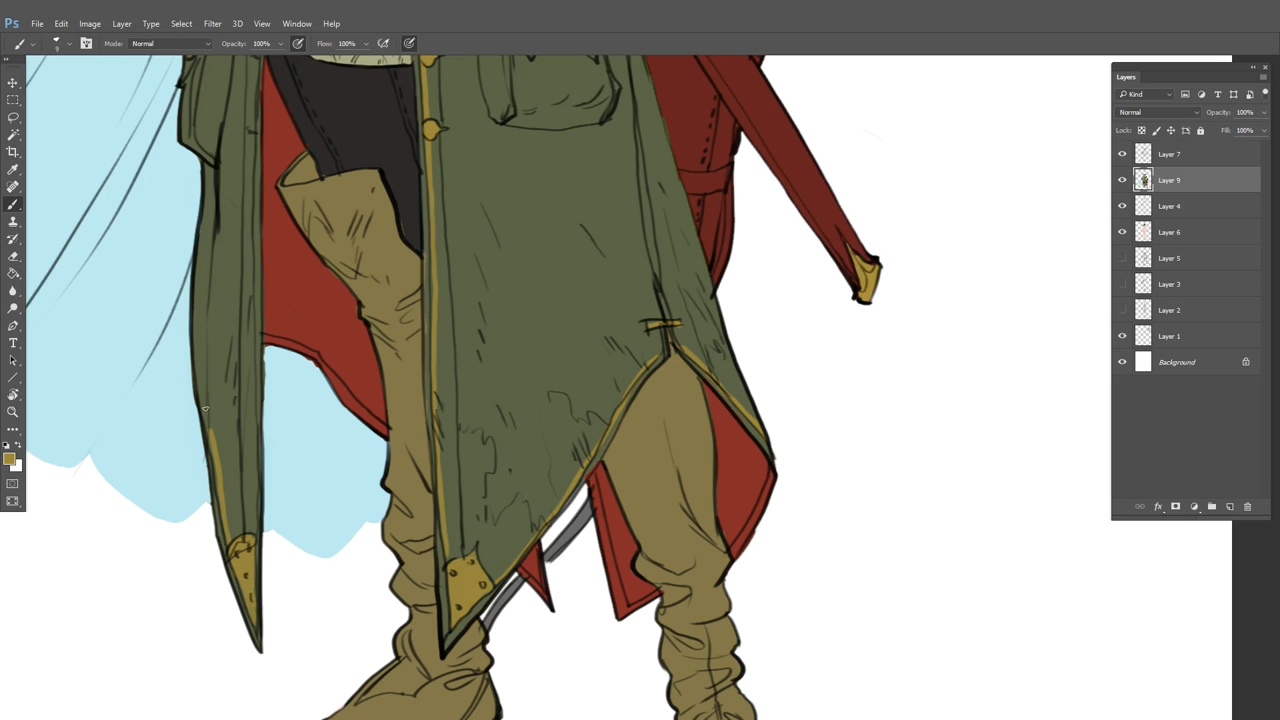 Ps File Edit Image Layer Type Select Filter 3D View Window Help
9 Mode: Normal Opacity: 100% Flow: 100%
Layers
Kind
Normal Opacity: 100%
Lock: Fill: 100%
Layer 7
Layer 9
Layer 4
Layer 6
Layer 5
Layer 3
Layer 2
Layer 1
Background
fx